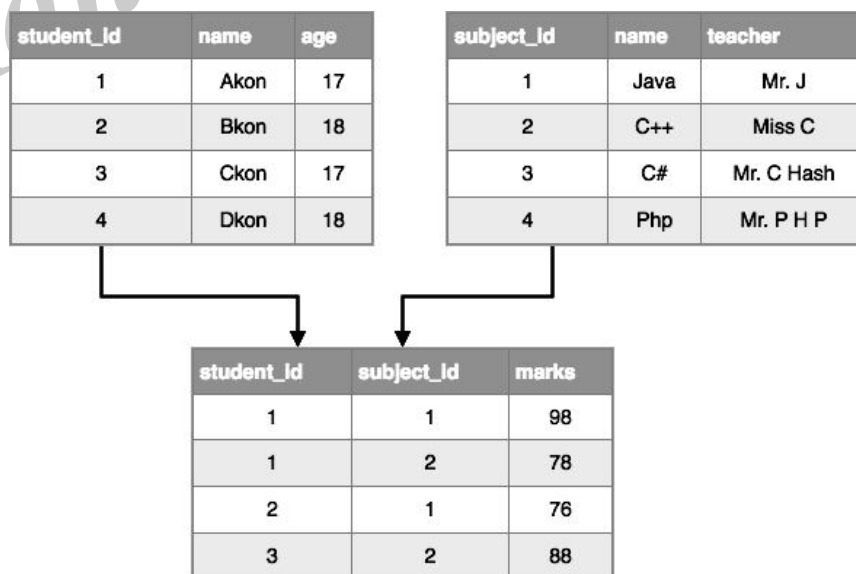 student_id name age
1 Akon 17
2 Bkon 18
3 Ckon 17
4 Dkon 18
subject_id name teacher
1 Java Mr. J
2 C++ Miss C
3 C# Mr. C Hash
4 Php Mr. P H P
student_id subject_id marks
1 1 98
1 2 78
2 1 76
3 2 88